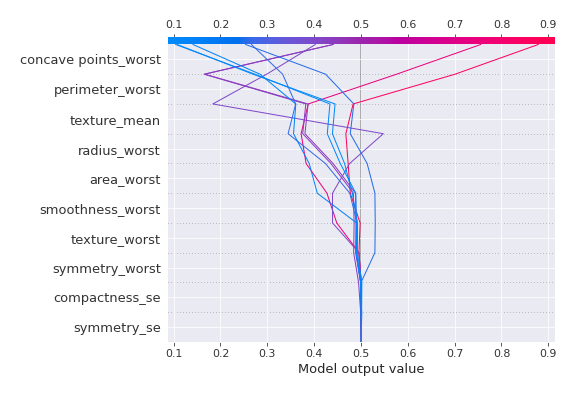 0.1 0.2 0.3 0.4 0.5 0.6 0.7 0.8 0.9
concave points_worst
perimeter_worst
texture_mean
radius_worst
area_worst
smoothness_worst
texture_worst
symmetry_worst
compactness_se
symmetry_se
0.1 0.2 0.3 0.4 0.5 0.6 0.7 0.8 0.9
Model output value